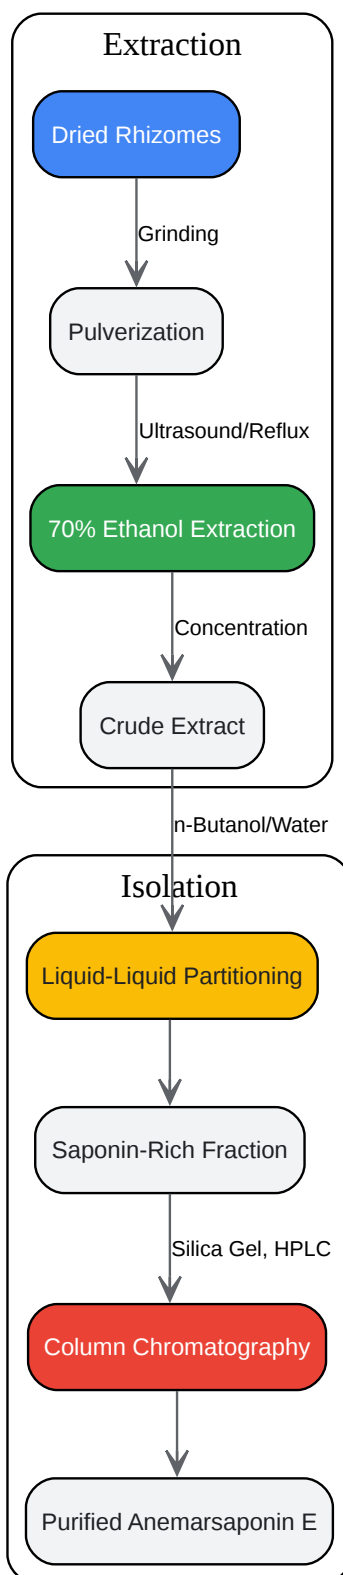 Extraction
Dried Rhizomes
Grinding
Pulverization
Ultrasound/Reflux
70% Ethanol Extraction
Concentration
Crude Extract
n-Butanol/Water
Isolation
Liquid-Liquid Partitioning
Saponin-Rich Fraction
Silica Gel, HPLC
Column Chromatography
Purified Anemarsaponin E